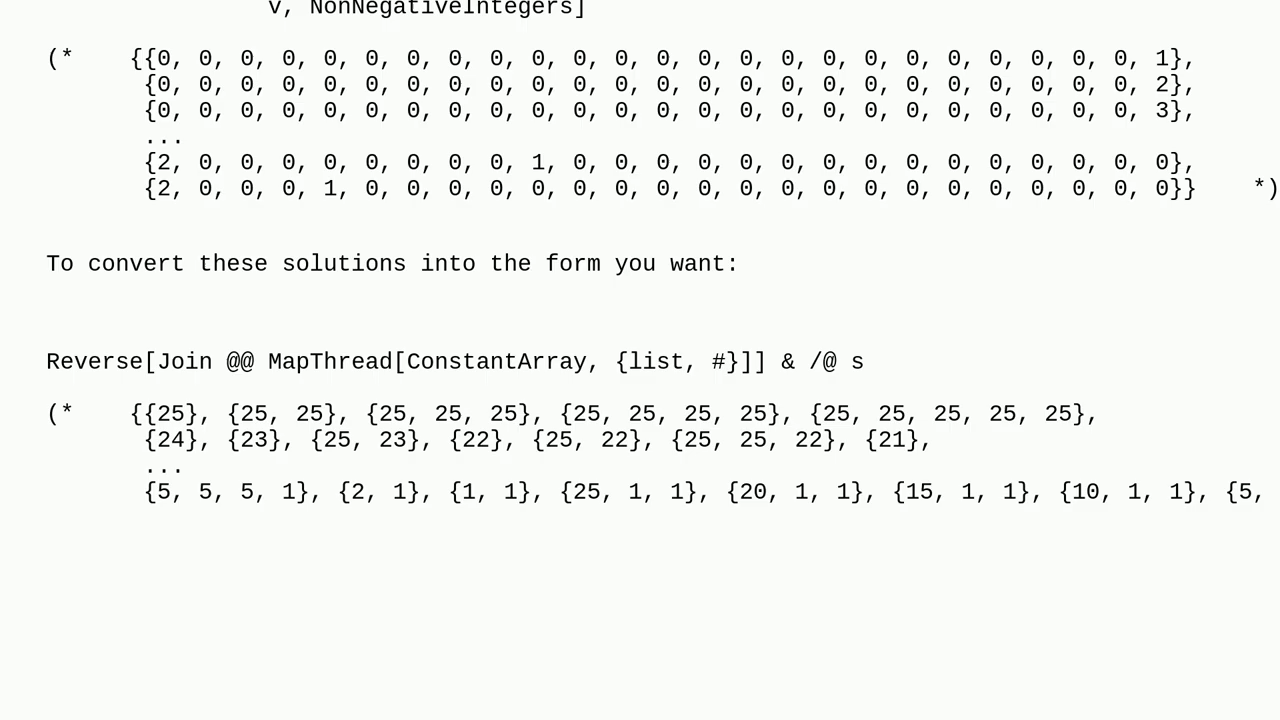 v, NonNegativeIntegers]
(*    {{0, 0, 0, 0, 0, 0, 0, 0, 0, 0, 0, 0, 0, 0, 0, 0, 0, 0, 0, 0, 0, 0, 0, 0, 1},
{0, 0, 0, 0, 0, 0, 0, 0, 0, 0, 0, 0, 0, 0, 0, 0, 0, 0, 0, 0, 0, 0, 0, 0, 2},
{0, 0, 0, 0, 0, 0, 0, 0, 0, 0, 0, 0, 0, 0, 0, 0, 0, 0, 0, 0, 0, 0, 0, 0, 3},
...
{2, 0, 0, 0, 0, 0, 0, 0, 0, 1, 0, 0, 0, 0, 0, 0, 0, 0, 0, 0, 0, 0, 0, 0, 0},
{2, 0, 0, 0, 1, 0, 0, 0, 0, 0, 0, 0, 0, 0, 0, 0, 0, 0, 0, 0, 0, 0, 0, 0, 0}}    *)
To convert these solutions into the form you want:
Reverse[Join @@ MapThread[ConstantArray, {list, #}]] & /@ s
(*    {{25}, {25, 25}, {25, 25, 25}, {25, 25, 25, 25}, {25, 25, 25, 25, 25},
{24}, {23}, {25, 23}, {22}, {25, 22}, {25, 25, 22}, {21},
...
{5, 5, 5, 1}, {2, 1}, {1, 1}, {25, 1, 1}, {20, 1, 1}, {15, 1, 1}, {10, 1, 1}, {5,